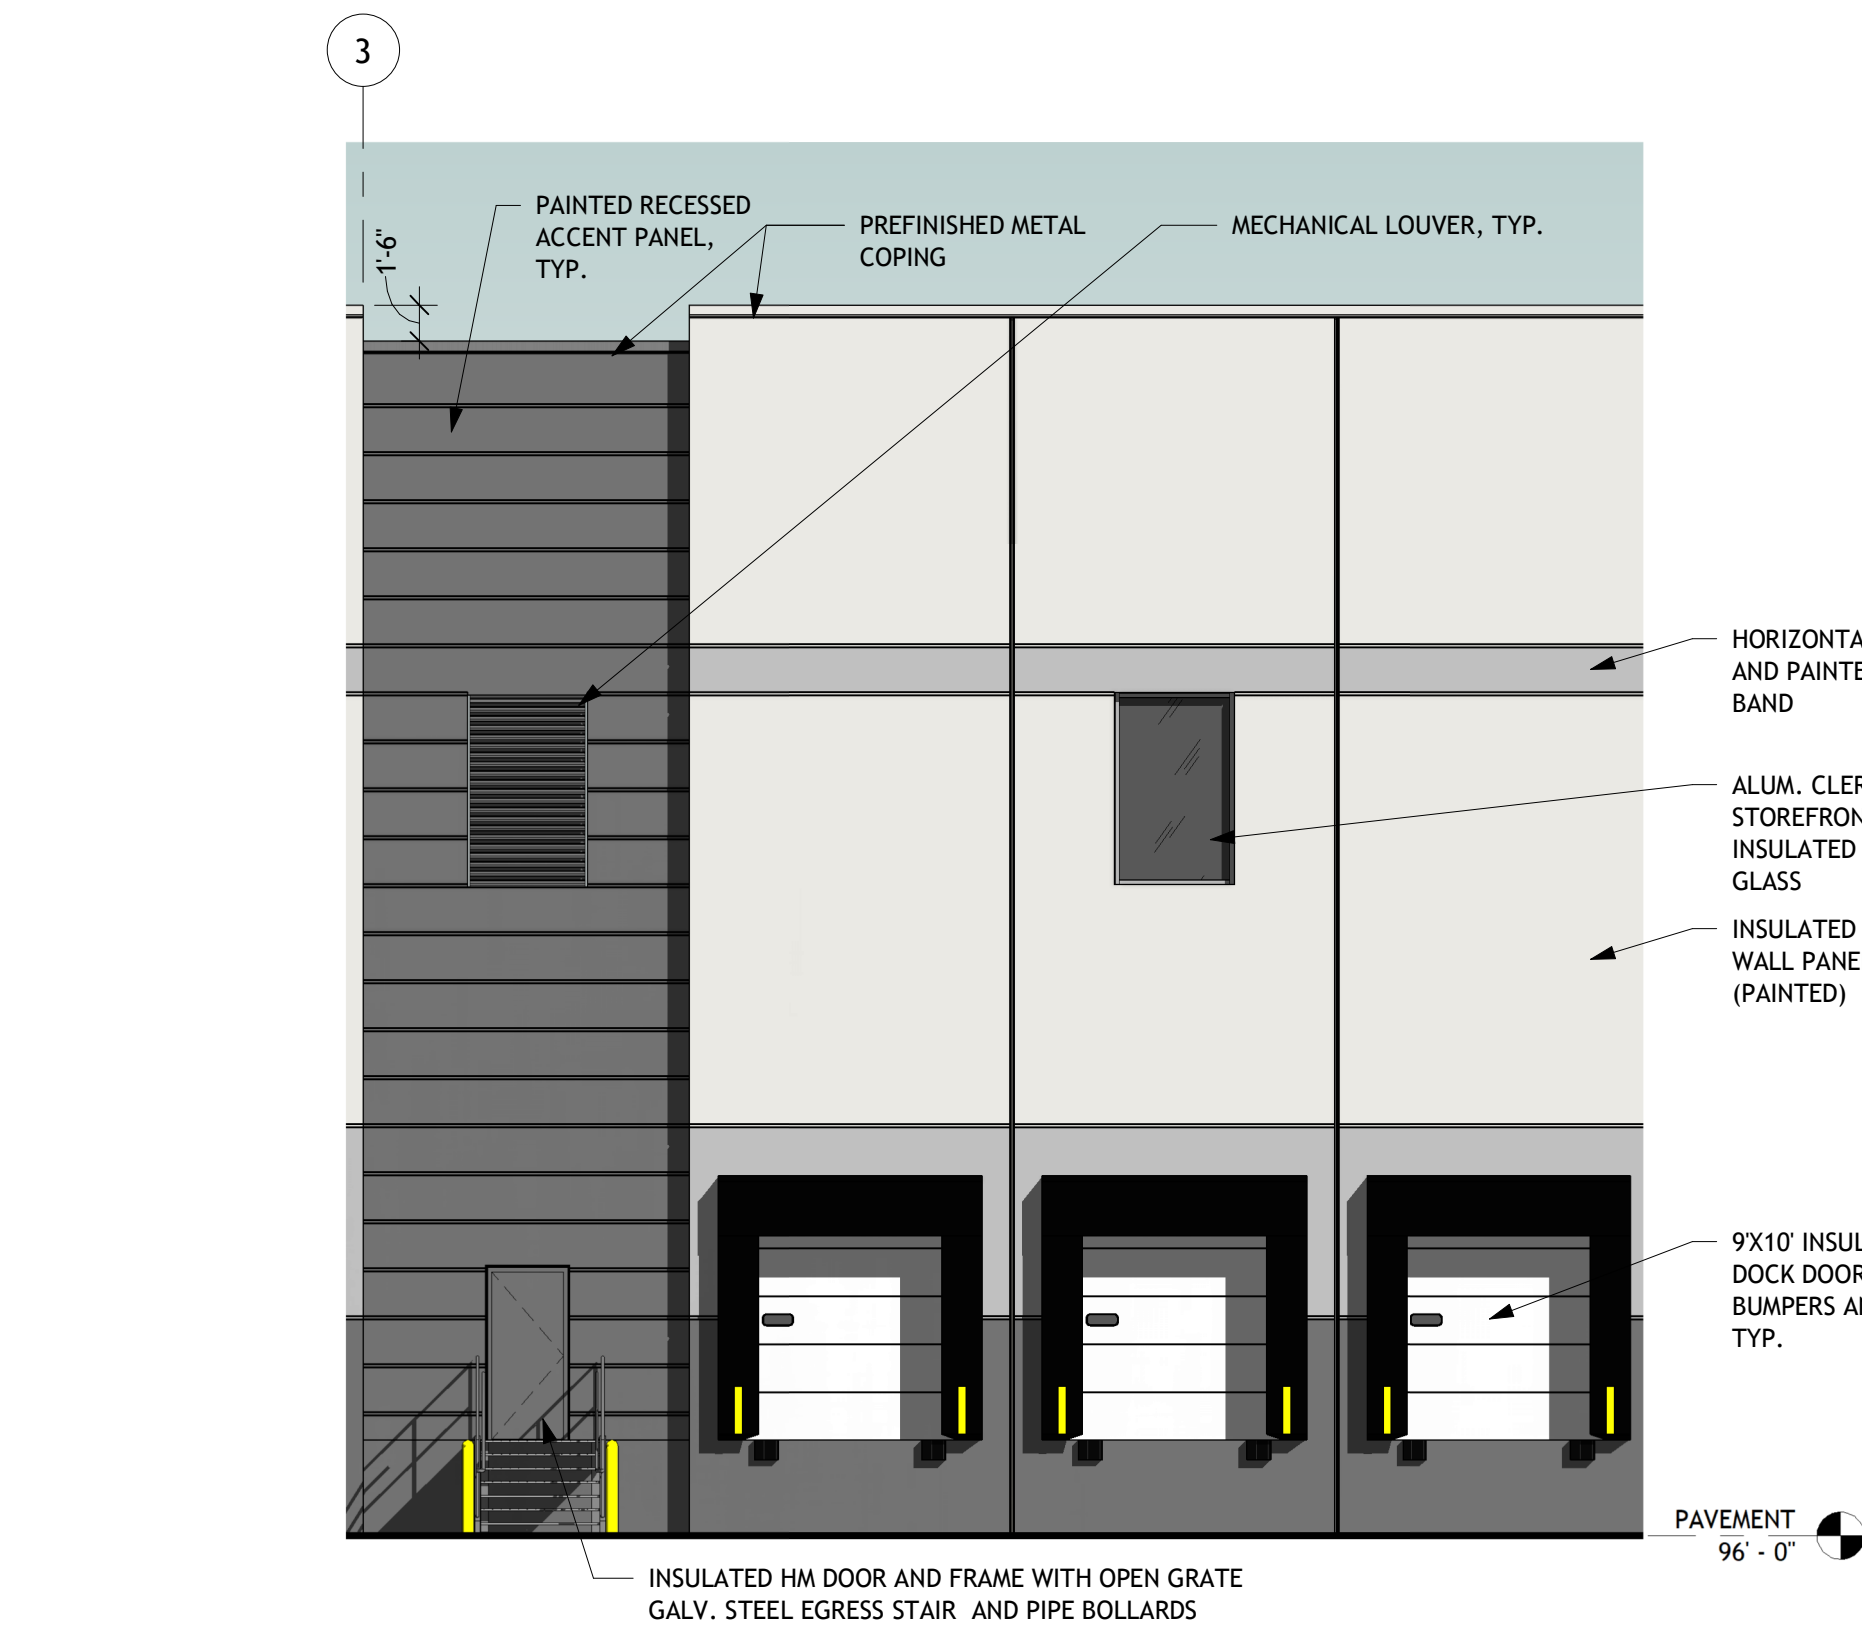 3
1'-6"
PAINTED RECESSED
ACCENT PANEL,
TYP.
PREFINISHED METAL
COPING
MECHANICAL LOUVER, TYP.
HORIZONTA
AND PAINTE
BAND
ALUM. CLER
STOREFRON
INSULATED
GLASS
INSULATED
WALL PANE
(PAINTED)
9'X10' INSUL
DOCK DOOR
BUMPERS A
TYP.
PAVEMENT
96' - 0"
INSULATED HM DOOR AND FRAME WITH OPEN GRATE
GALV. STEEL EGRESS STAIR AND PIPE BOLLARDS